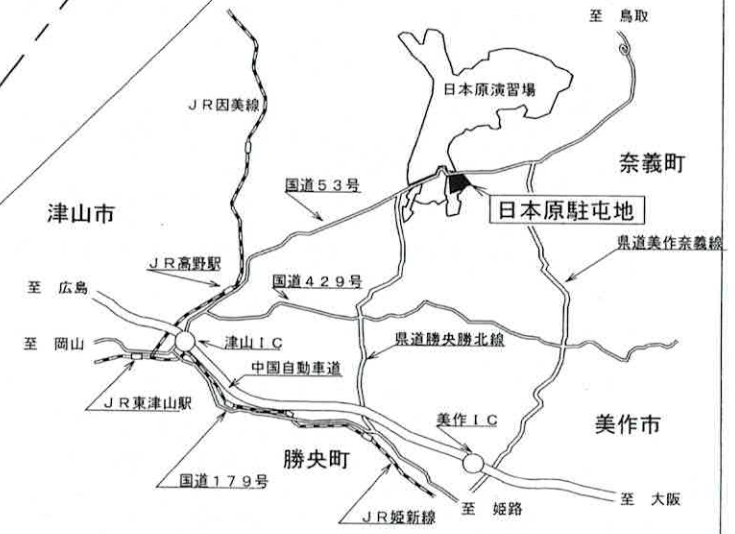 至　鳥取
日本原演習場
ＪＲ因美線
奈義町
国道５３号
日本原駐屯地
津山市
県道美作奈義線
ＪＲ高野駅
国道４２９号
至　広島
至　岡山
津山ＩＣ
県道勝央勝北線
中国自動車道
ＪＲ東津山駅
美作ＩＣ
美作市
勝央町
国道１７９号
至　大阪
至　姫路
ＪＲ姫新線